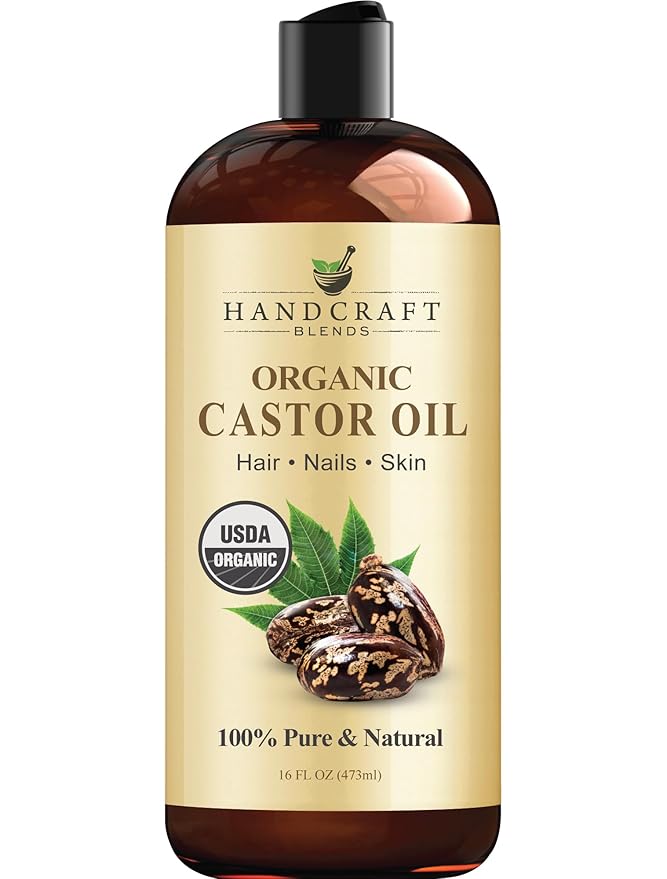 HANDCRAFT
BLENDS
ORGANIC
CASTOR OIL
Hair • Nails • Skin
USDA
ORGANIC
100% Pure & Natural
16 FL OZ (473ml)